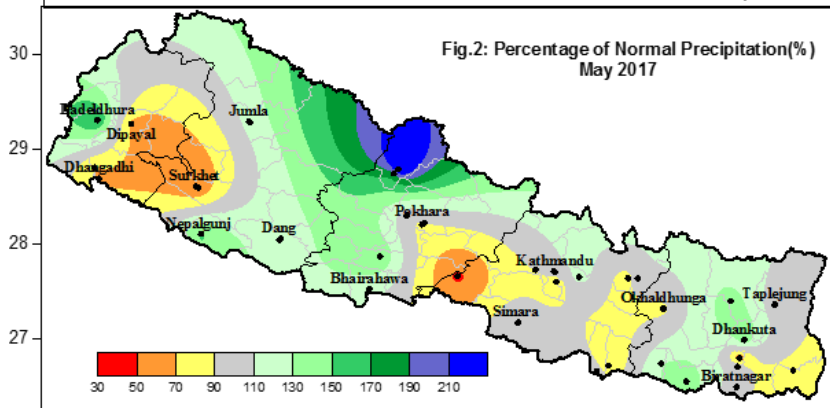 Fig.2: Percentage of Normal Precipitation(%)
May 2017
30
29
28
27
Dadeldhura
Dipayal
Jumla
Dhangadhi
Surkhet
Nepalgunj
Dang
Pokhara
Bhairahawa
Kathmandu
Simara
Okhaldhunga
Taplejung
Dhankuta
Biratnagar
30 50 70 90 110 130 150 170 190 210